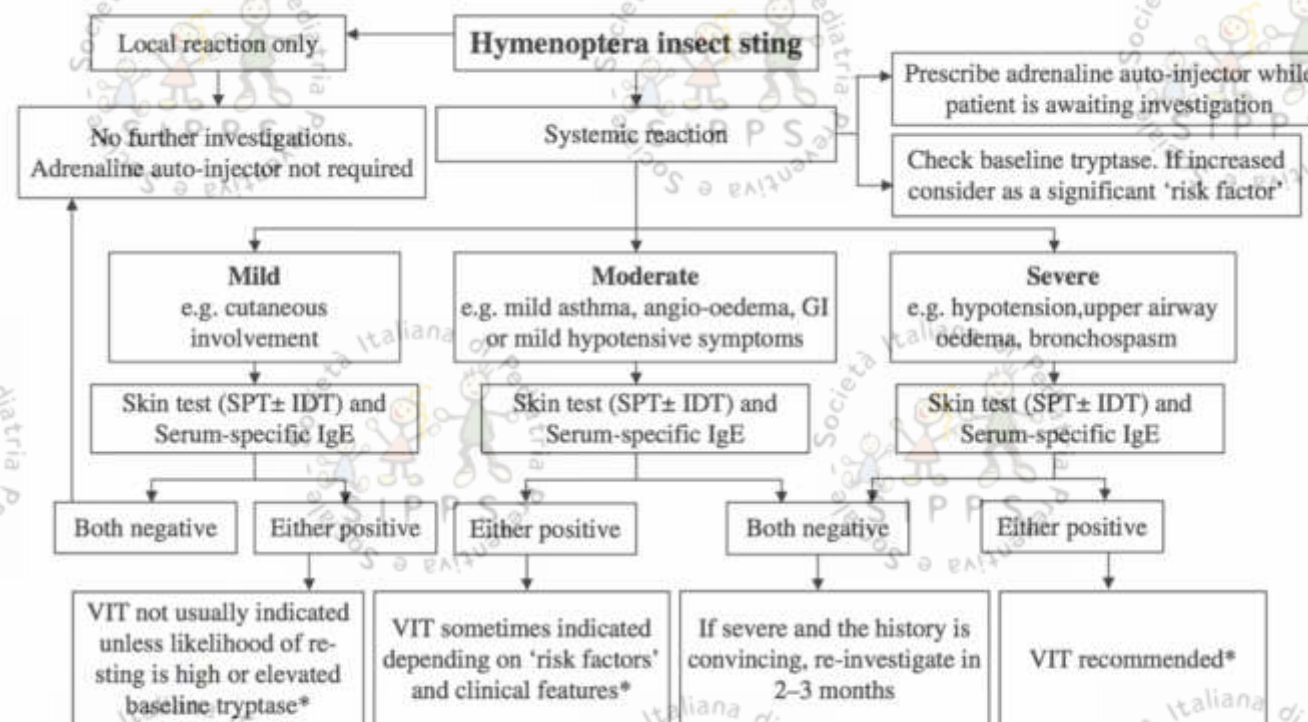 Local reaction only
Hymenoptera insect sting
Prescribe adrenaline auto-injector while
patient is awaiting investigation
No further investigations.
Adrenaline auto-injector not required
Systemic reaction
Check baseline tryptase. If increased
consider as a significant ‘risk factor’
Mild
e.g. cutaneous
involvement
Moderate
e.g. mild asthma, angio-oedema, GI
or mild hypotensive symptoms
Severe
e.g. hypotension,upper airway
oedema, bronchospasm
Skin test (SPT± IDT) and
Serum-specific IgE
Skin test (SPT± IDT) and
Serum-specific IgE
Skin test (SPT± IDT) and
Serum-specific IgE
Both negative
Either positive
Either positive
Both negative
Either positive
VIT not usually indicated
unless likelihood of re-
sting is high or elevated
baseline tryptase*
VIT sometimes indicated
depending on ‘risk factors’
and clinical features*
If severe and the history is
convincing, re-investigate in
2–3 months
VIT recommended*
Società Italiana di Pediatria Preventiva e Sociale
S I P P S